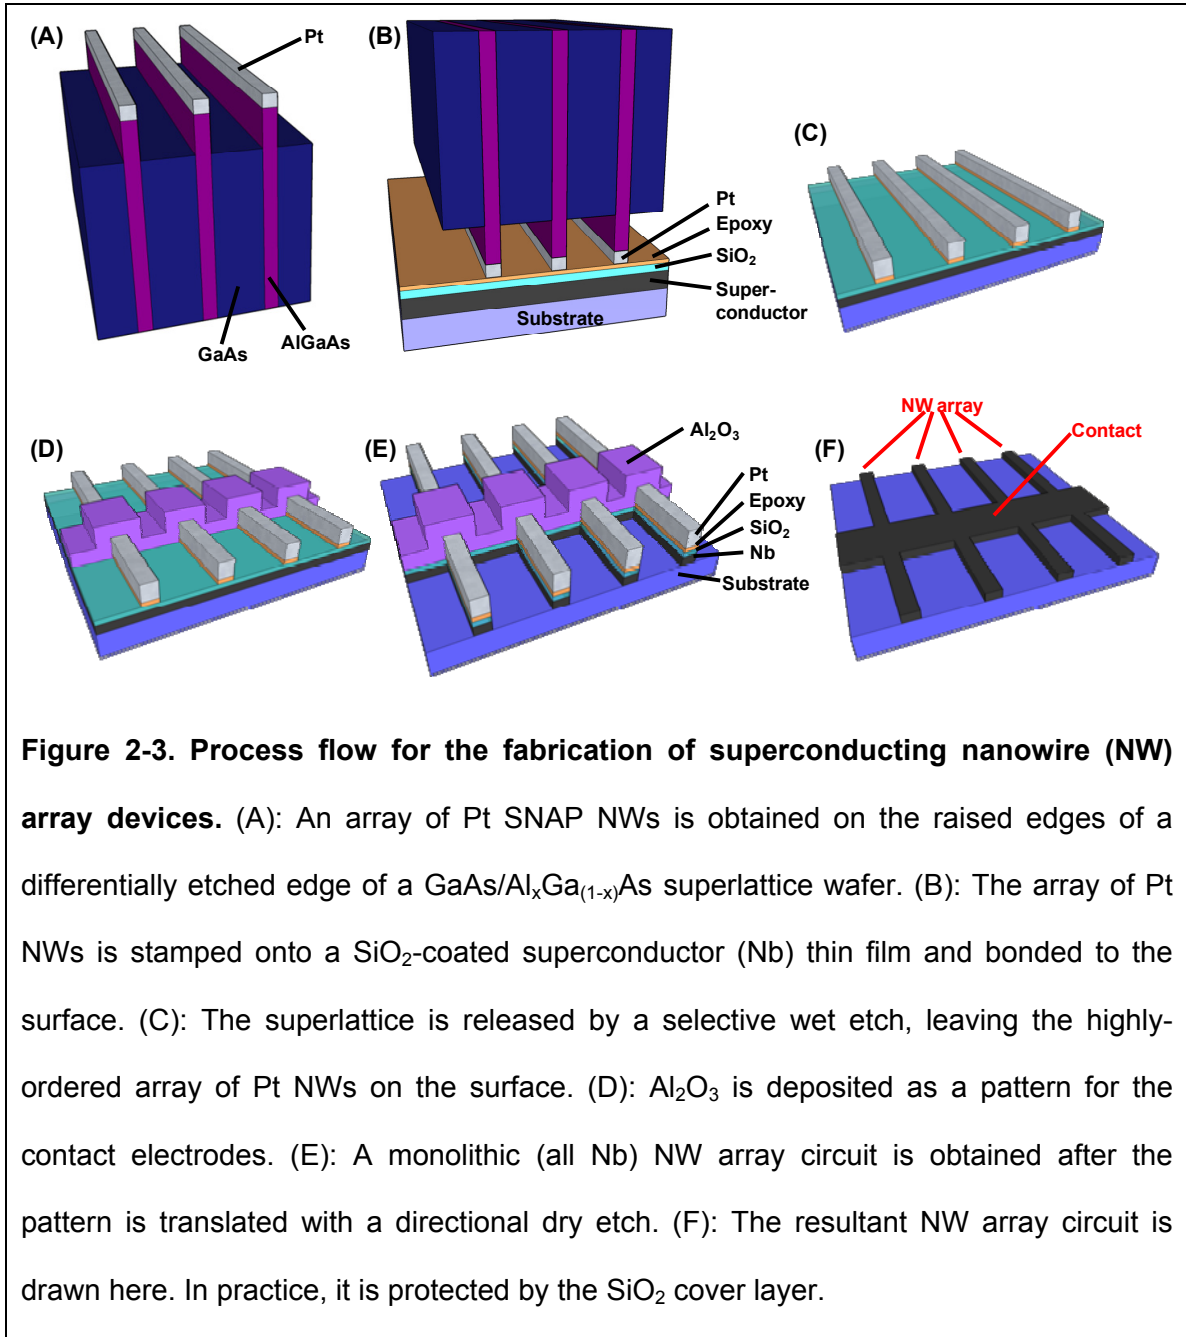 (A)
Pt
GaAs
AlGaAs
(B)
Pt
Epoxy
SiO₂
Super-
conductor
Substrate
(C)
(D)
(E)
Al₂O₃
Pt
Epoxy
SiO₂
Nb
Substrate
(F)
NW array
Contact
Figure 2-3. Process flow for the fabrication of superconducting nanowire (NW)
array devices. (A): An array of Pt SNAP NWs is obtained on the raised edges of a
differentially etched edge of a GaAs/AlₓGa₍₁₋ₓ₎As superlattice wafer. (B): The array of Pt
NWs is stamped onto a SiO₂-coated superconductor (Nb) thin film and bonded to the
surface. (C): The superlattice is released by a selective wet etch, leaving the highly-
ordered array of Pt NWs on the surface. (D): Al₂O₃ is deposited as a pattern for the
contact electrodes. (E): A monolithic (all Nb) NW array circuit is obtained after the
pattern is translated with a directional dry etch. (F): The resultant NW array circuit is
drawn here. In practice, it is protected by the SiO₂ cover layer.